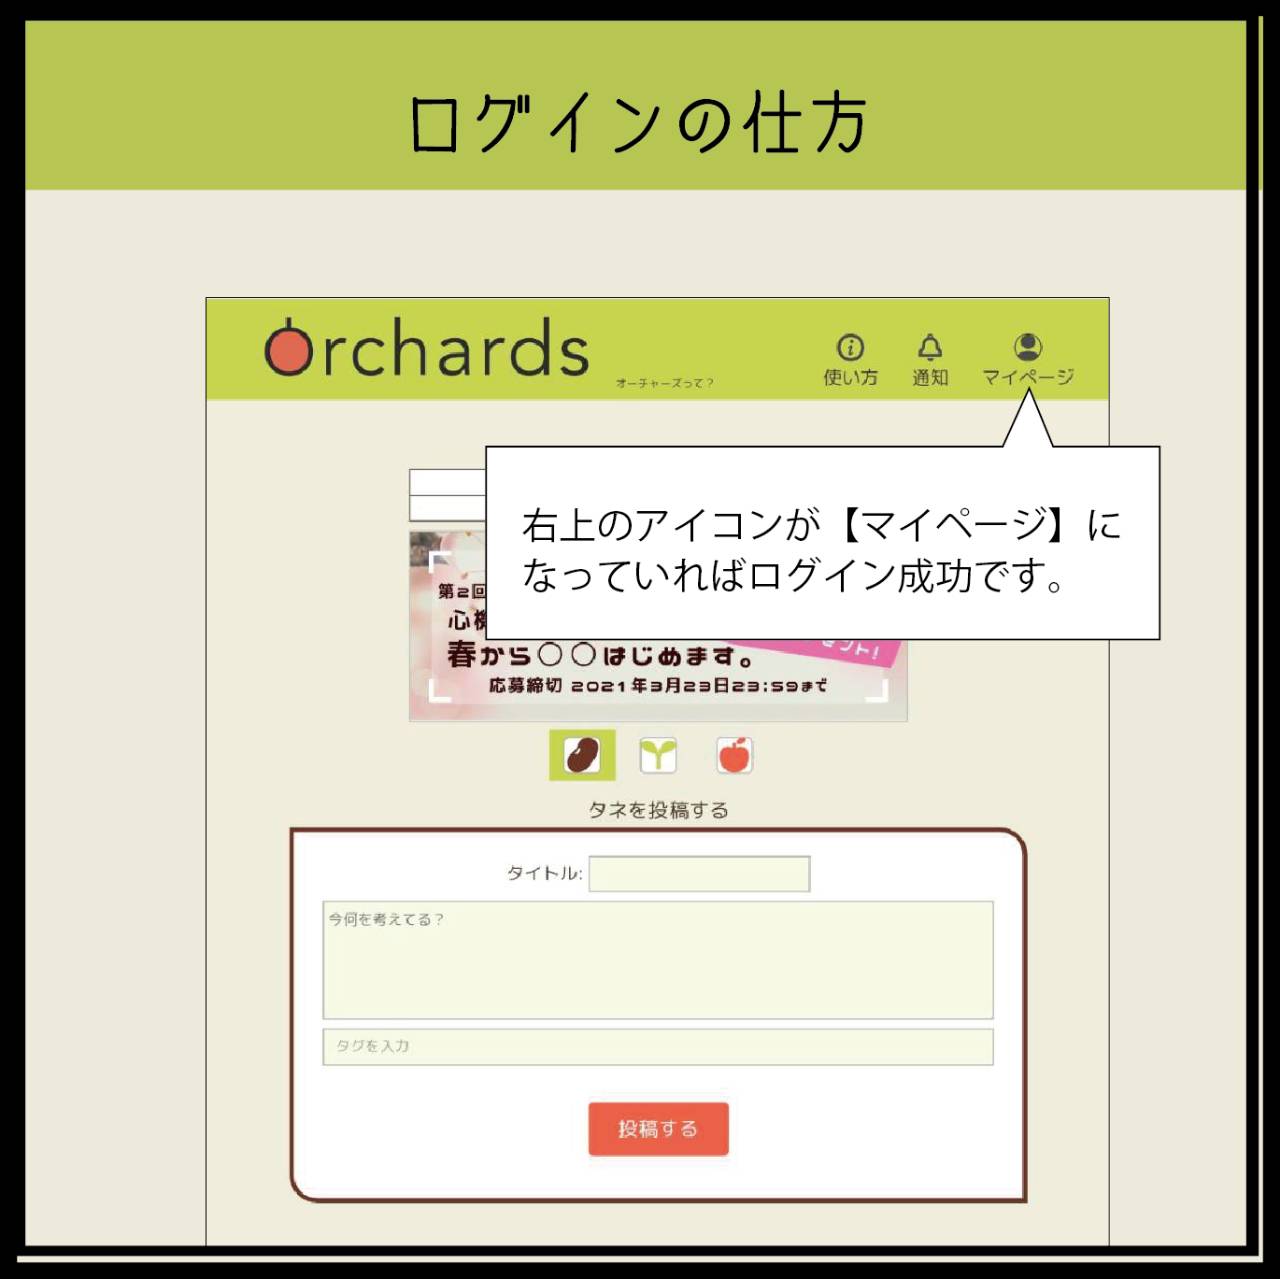 ログインの仕方
Orchards
オーチャーズって？
使い方
通知
マイページ
右上のアイコンが【マイページ】に
なっていればログイン成功です。
第2回
心機
ント!
春から○○はじめます。
応募締切 2021年3月23日23:59まで
タネを投稿する
タイトル:
今何を考えてる？
タグを入力
投稿する